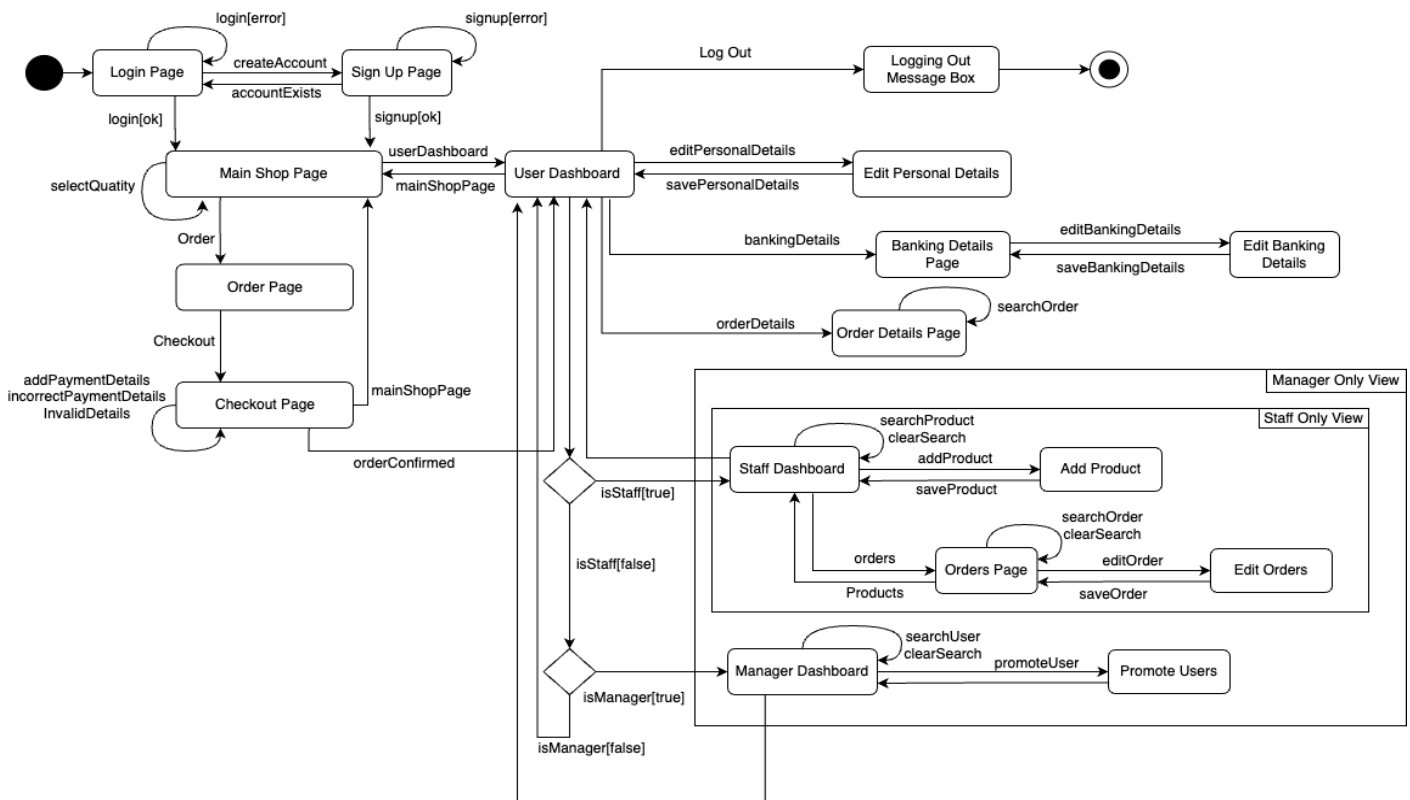 login[error]
signup[error]
Login Page
createAccount
accountExists
Sign Up Page
Log Out
Logging Out
Message Box
login[ok]
signup[ok]
selectQuatity
Main Shop Page
userDashboard
mainShopPage
User Dashboard
editPersonalDetails
savePersonalDetails
Edit Personal Details
Order
bankingDetails
Banking Details
Page
editBankingDetails
saveBankingDetails
Edit Banking
Details
Order Page
searchOrder
orderDetails
Order Details Page
Checkout
addPaymentDetails
incorrectPaymentDetails
InvalidDetails
Checkout Page
mainShopPage
orderConfirmed
Manager Only View
Staff Only View
searchProduct
clearSearch
isStaff[true]
Staff Dashboard
addProduct
saveProduct
Add Product
isStaff[false]
searchOrder
clearSearch
orders
Products
Orders Page
editOrder
saveOrder
Edit Orders
searchUser
clearSearch
isManager[true]
Manager Dashboard
promoteUser
Promote Users
isManager[false]